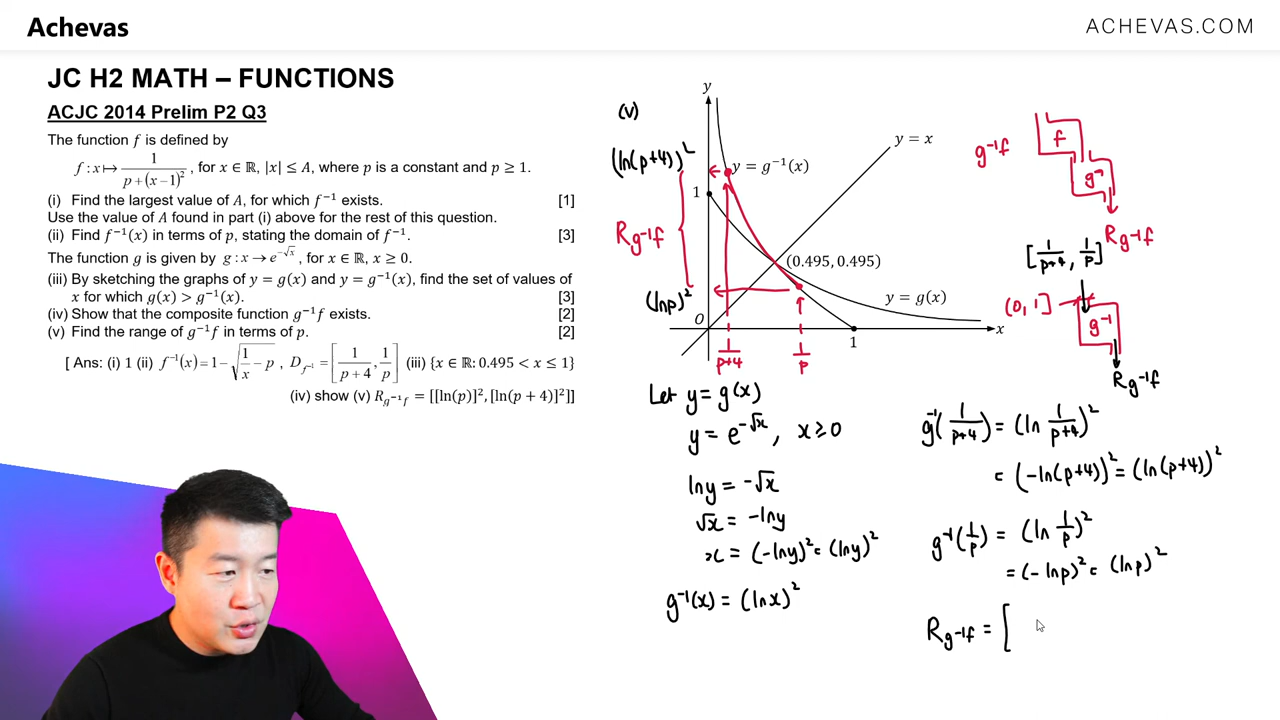 Achevas
ACHEVAS.COM
JC H2 MATH – FUNCTIONS
ACJC 2014 Prelim P2 Q3
The function f is defined by
f : x ↦ 1/(p+(x−1)²), for x ∈ ℝ, |x| ≤ A, where p is a constant and p ≥ 1.
(i) Find the largest value of A, for which f⁻¹ exists. [1]
Use the value of A found in part (i) above for the rest of this question.
(ii) Find f⁻¹(x) in terms of p, stating the domain of f⁻¹. [3]
The function g is given by g : x → e^(−√x), for x ∈ ℝ, x ≥ 0.
(iii) By sketching the graphs of y = g(x) and y = g⁻¹(x), find the set of values of
x for which g(x) > g⁻¹(x). [3]
(iv) Show that the composite function g⁻¹f exists. [2]
(v) Find the range of g⁻¹f in terms of p. [2]
[ Ans: (i) 1 (ii) f⁻¹(x) = 1 − √(1/x − p) , D_f⁻¹ = [1/(p+4), 1/p] (iii) {x ∈ ℝ: 0.495 < x ≤ 1}
(iv) show (v) R_g⁻¹f = [[ln(p)]², [ln(p + 4)]²]]
(v)
y
(ln(p+4))²
y = g⁻¹(x)
y = x
1
R g⁻¹f
(0.495, 0.495)
(ln p)²
y = g(x)
O
x
1/(p+4)
1/p
1
g⁻¹f
f
g⁻¹
R g⁻¹f
[1/(p+4), 1/p]
(0, 1]
g⁻¹
R g⁻¹f
Let y = g(x)
y = e^(−√x), x ≥ 0
ln y = −√x
√x = −ln y
x = (−ln y)² = (ln y)²
g⁻¹(x) = (ln x)²
g⁻¹(1/(p+4)) = (ln 1/(p+4))²
= (−ln(p+4))² = (ln(p+4))²
g⁻¹(1/p) = (ln 1/p)²
= (−ln p)² = (ln p)²
R g⁻¹f = [